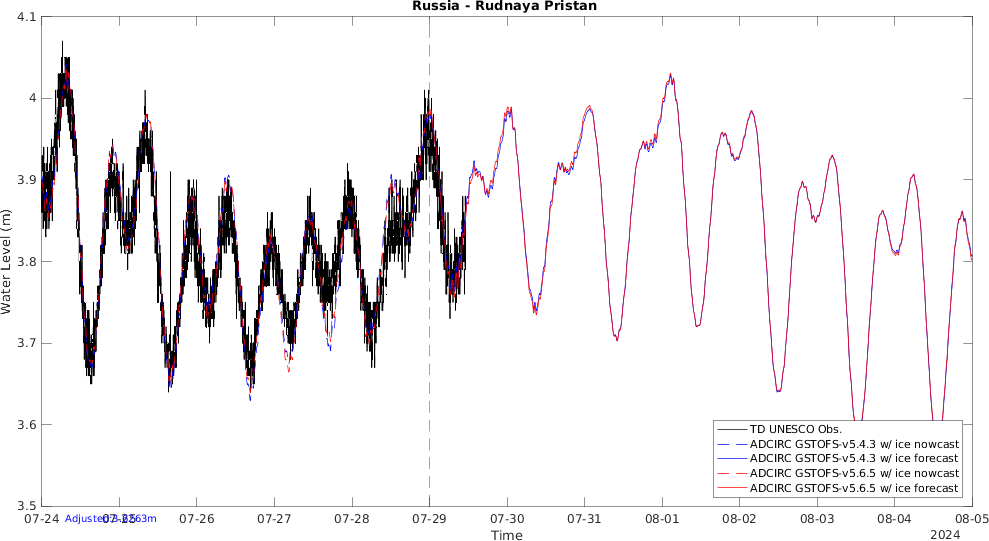 Russia - Rudnaya Pristan
4.1
4
3.9
3.8
3.7
3.6
3.5
Water Level (m)
TD UNESCO Obs.
ADCIRC GSTOFS-v5.4.3 w/ ice nowcast
ADCIRC GSTOFS-v5.4.3 w/ ice forecast
ADCIRC GSTOFS-v5.6.5 w/ ice nowcast
ADCIRC GSTOFS-v5.6.5 w/ ice forecast
07-24 07-25 07-26 07-27 07-28 07-29 07-30 07-31 08-01 08-02 08-03 08-04 08-05
Time
2024